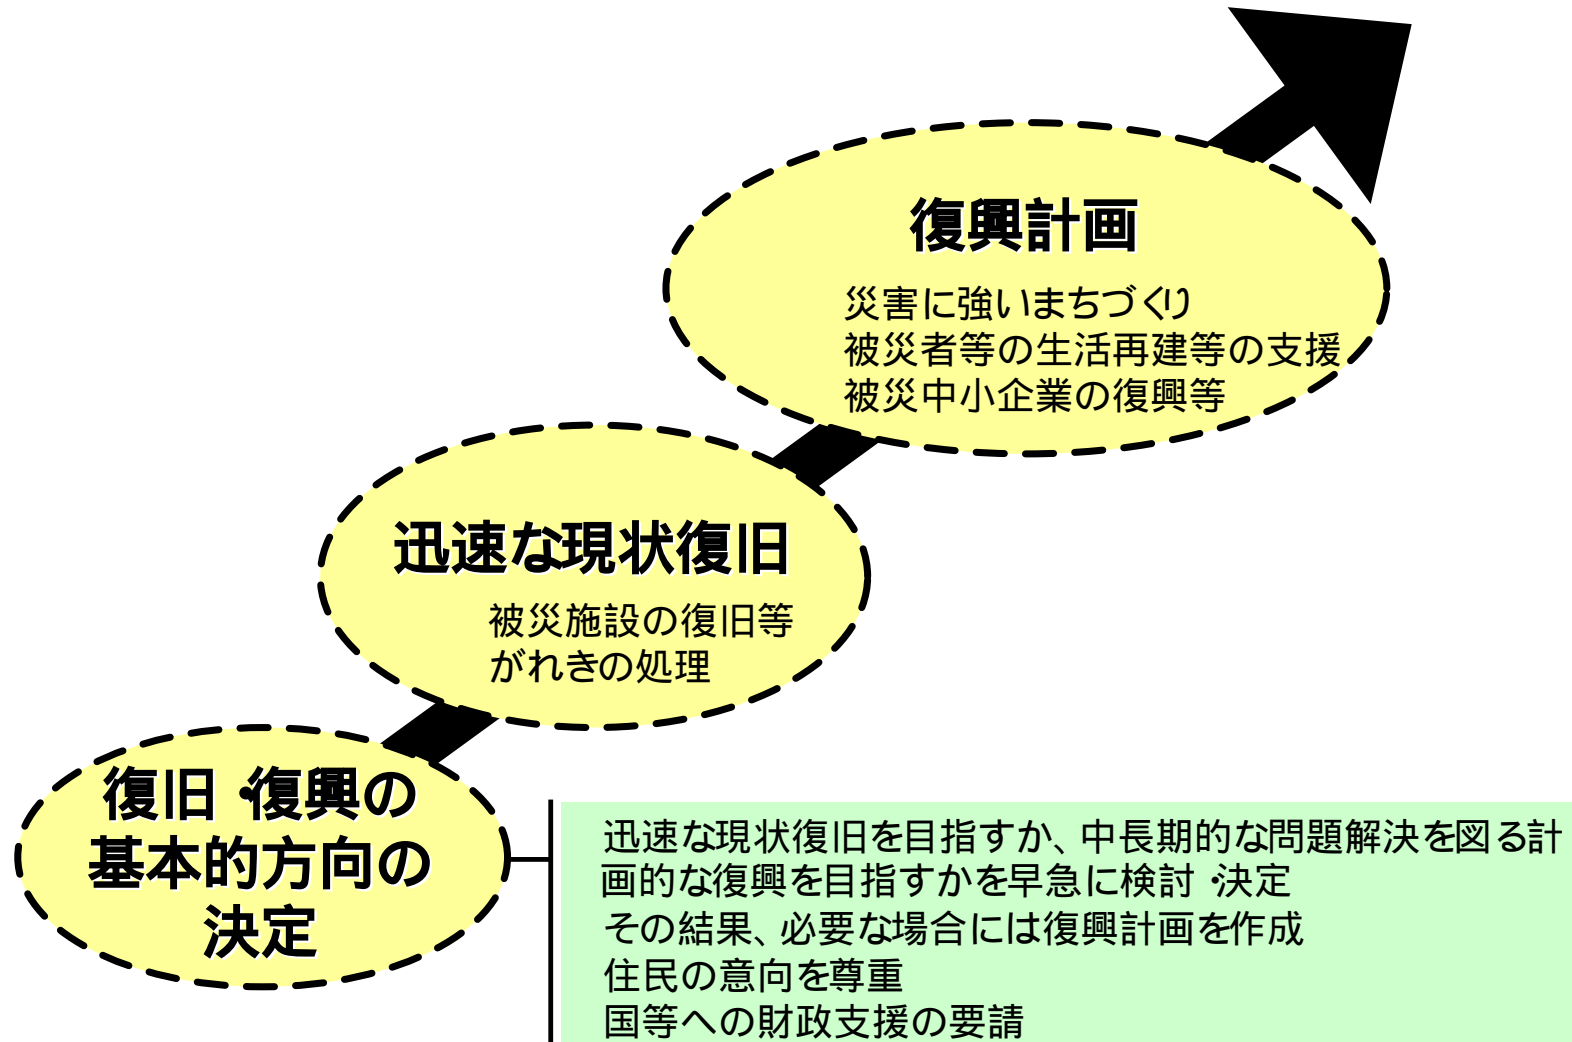 復興計画
災害に強いまちづくり
被災者等の生活再建等の支援
被災中小企業の復興等
迅速な現状復旧
被災施設の復旧等
がれきの処理
復旧・復興の
基本的方向の
決定
迅速な現状復旧を目指すか、中長期的な問題解決を図る計
画的な復興を目指すかを早急に検討・決定
その結果、必要な場合には復興計画を作成
住民の意向を尊重
国等への財政支援の要請